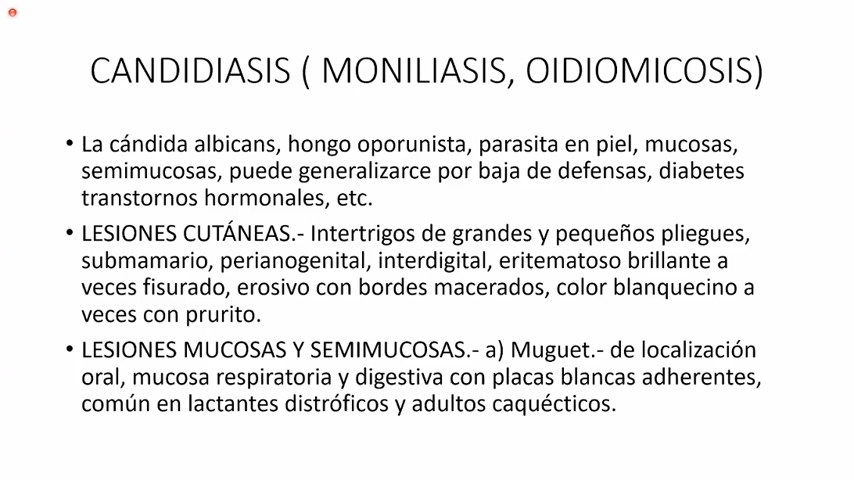 CANDIDIASIS ( MONILIASIS, OIDIOMICOSIS)
• La cándida albicans, hongo oporunista, parasita en piel, mucosas,
semimucosas, puede generalizarce por baja de defensas, diabetes
transtornos hormonales, etc.
• LESIONES CUTÁNEAS.- Intertrigos de grandes y pequeños pliegues,
submamario, perianogenital, interdigital, eritematoso brillante a
veces fisurado, erosivo con bordes macerados, color blanquecino a
veces con prurito.
• LESIONES MUCOSAS Y SEMIMUCOSAS.- a) Muguet.- de localización
oral, mucosa respiratoria y digestiva con placas blancas adherentes,
común en lactantes distróficos y adultos caquécticos.